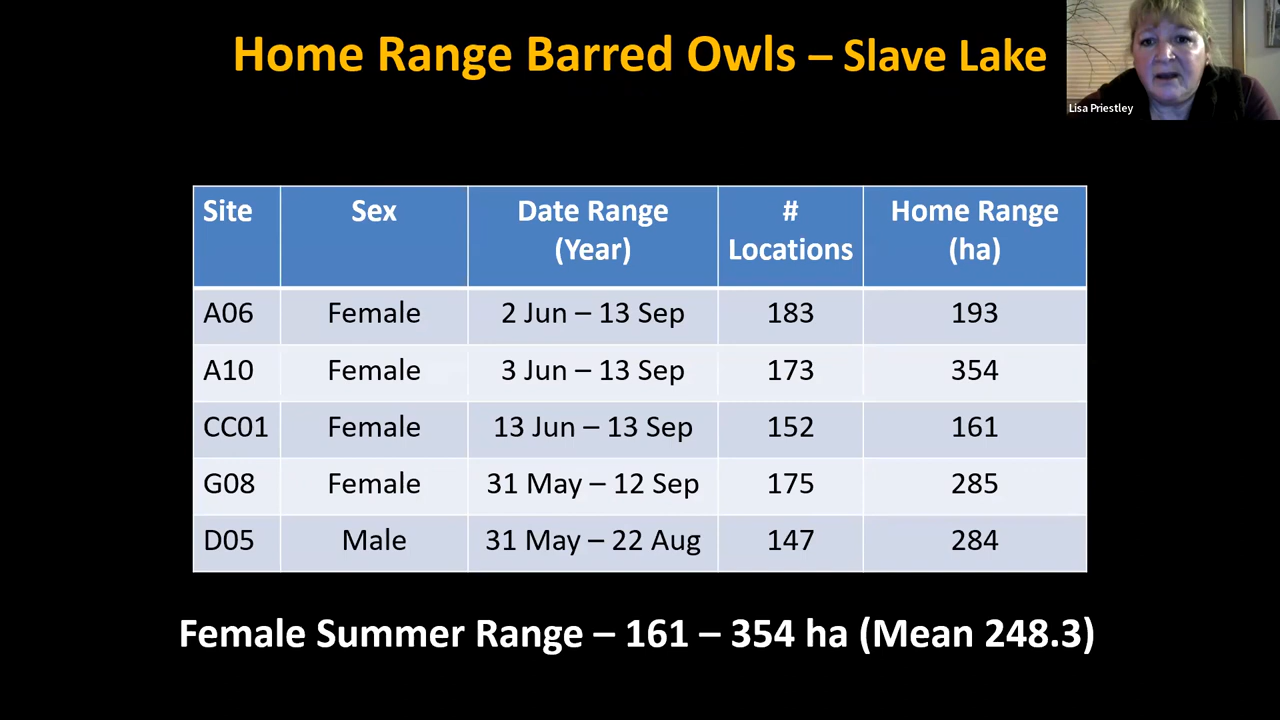 Home Range Barred Owls – Slave Lake
Lisa Priestley
Site Sex Date Range (Year) # Locations Home Range (ha)
A06 Female 2 Jun – 13 Sep 183 193
A10 Female 3 Jun – 13 Sep 173 354
CC01 Female 13 Jun – 13 Sep 152 161
G08 Female 31 May – 12 Sep 175 285
D05 Male 31 May – 22 Aug 147 284
Female Summer Range – 161 – 354 ha (Mean 248.3)